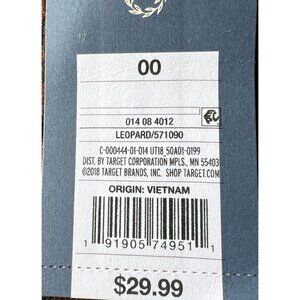 00
014 08 4012
LEOPARD/571090
C-000444-01-014 UT18 50A01-0199
DIST. BY TARGET CORPORATION MPLS., MN 55403
©2018 TARGET BRANDS, INC. SHOP TARGET.COM
ORIGIN: VIETNAM
1 91905 74951 1
$29.99